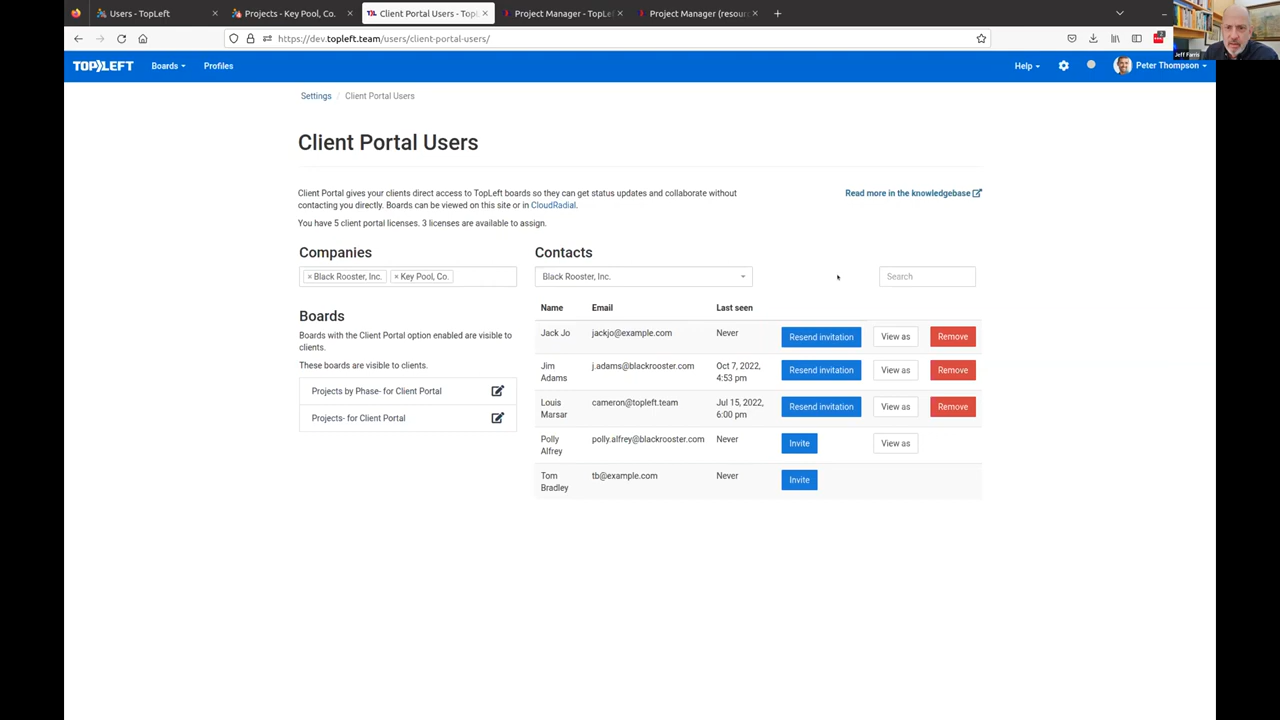 Users - TopLeft
Projects - Key Pool, Co.
Client Portal Users - TopL
Project Manager - TopLe
Project Manager (resour
https://dev.topleft.team/users/client-portal-users/
2
Jeff Farris
TOPLEFT
Boards
Profiles
Help
Peter Thompson
Settings / Client Portal Users
Client Portal Users
Client Portal gives your clients direct access to TopLeft boards so they can get status updates and collaborate without
contacting you directly. Boards can be viewed on this site or in CloudRadial.
Read more in the knowledgebase
You have 5 client portal licenses. 3 licenses are available to assign.
Companies
× Black Rooster, Inc. × Key Pool, Co.
Boards
Boards with the Client Portal option enabled are visible to
clients.
These boards are visible to clients.
Projects by Phase- for Client Portal
Projects- for Client Portal
Contacts
Black Rooster, Inc.
Search
Name Email Last seen
Jack Jo jackjo@example.com Never Resend invitation View as Remove
Jim Adams j.adams@blackrooster.com Oct 7, 2022, 4:53 pm Resend invitation View as Remove
Louis Marsar cameron@topleft.team Jul 15, 2022, 6:00 pm Resend invitation View as Remove
Polly Alfrey polly.alfrey@blackrooster.com Never Invite View as
Tom Bradley tb@example.com Never Invite